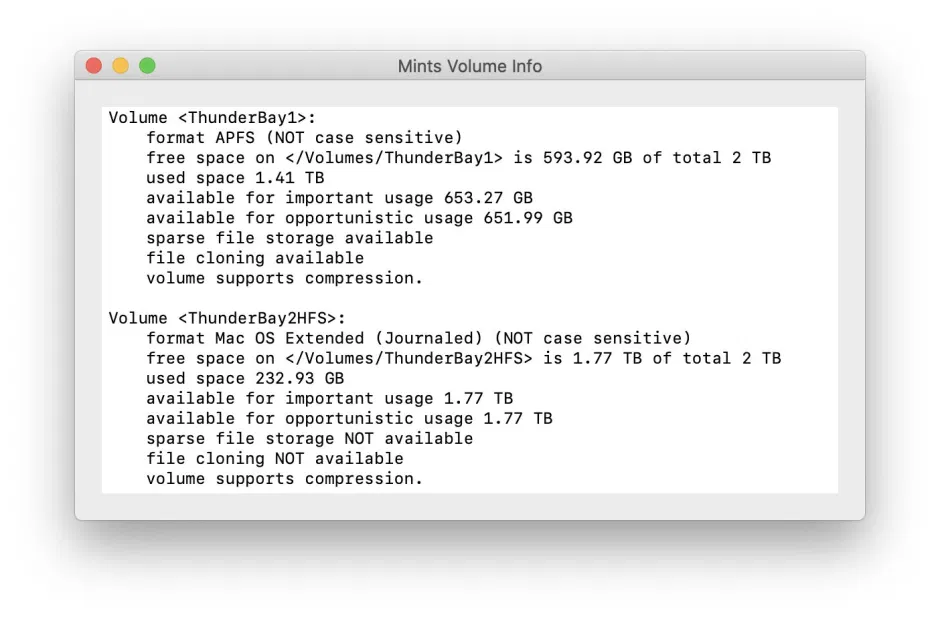 Mints Volume Info
Volume <ThunderBay1>:
format APFS (NOT case sensitive)
free space on </Volumes/ThunderBay1> is 593.92 GB of total 2 TB
used space 1.41 TB
available for important usage 653.27 GB
available for opportunistic usage 651.99 GB
sparse file storage available
file cloning available
volume supports compression.
Volume <ThunderBay2HFS>:
format Mac OS Extended (Journaled) (NOT case sensitive)
free space on </Volumes/ThunderBay2HFS> is 1.77 TB of total 2 TB
used space 232.93 GB
available for important usage 1.77 TB
available for opportunistic usage 1.77 TB
sparse file storage NOT available
file cloning NOT available
volume supports compression.